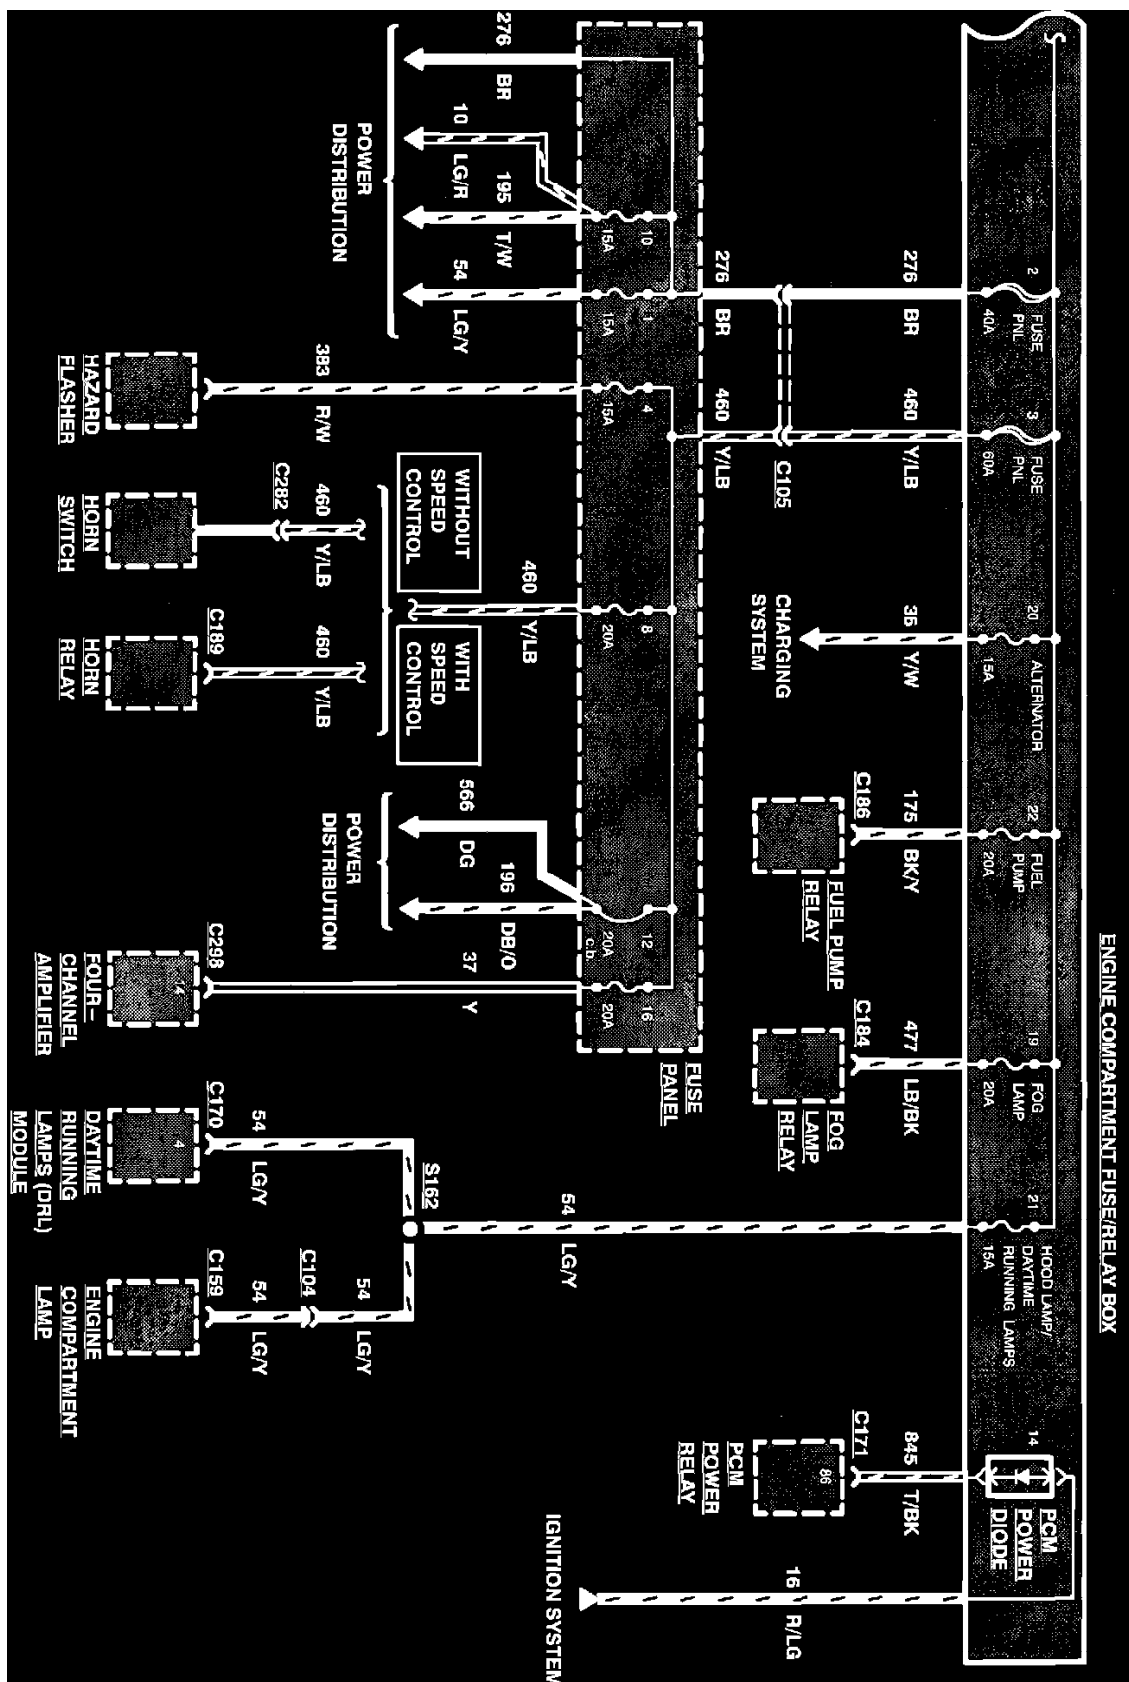 ENGINE COMPARTMENT FUSE/RELAY BOX
2
FUSE
PNL
40A
3
FUSE
PNL
60A
20
ALTERNATOR
15A
22
FUEL
PUMP
20A
19
FOG
LAMP
20A
21
HOOD LAMP/
DAYTIME
RUNNING LAMPS
15A
14
PCM
POWER
DIODE
276
BR
460
Y/LB
35
Y/W
175
BK/Y
477
LB/BK
845
T/BK
C186
C184
C171
FUEL PUMP
RELAY
FOG
LAMP
RELAY
86
PCM
POWER
RELAY
16
R/LG
IGNITION SYSTEM
CHARGING
SYSTEM
C105
276
BR
460
Y/LB
FUSE
PANEL
10
15A
1
15A
4
15A
8
20A
12
20A
c.b.
16
20A
276
BR
10
LG/R
195
T/W
54
LG/Y
POWER
DISTRIBUTION
460
Y/LB
WITHOUT
SPEED
CONTROL
WITH
SPEED
CONTROL
566
DG
196
DB/O
POWER
DISTRIBUTION
37
Y
54
LG/Y
S162
383
R/W
460
Y/LB
C282
460
Y/LB
C189
C298
54
LG/Y
C170
54
LG/Y
C104
54
LG/Y
C159
HAZARD
FLASHER
HORN
SWITCH
HORN
RELAY
14
FOUR-
CHANNEL
AMPLIFIER
4
DAYTIME
RUNNING
LAMPS (DRL)
MODULE
ENGINE
COMPARTMENT
LAMP